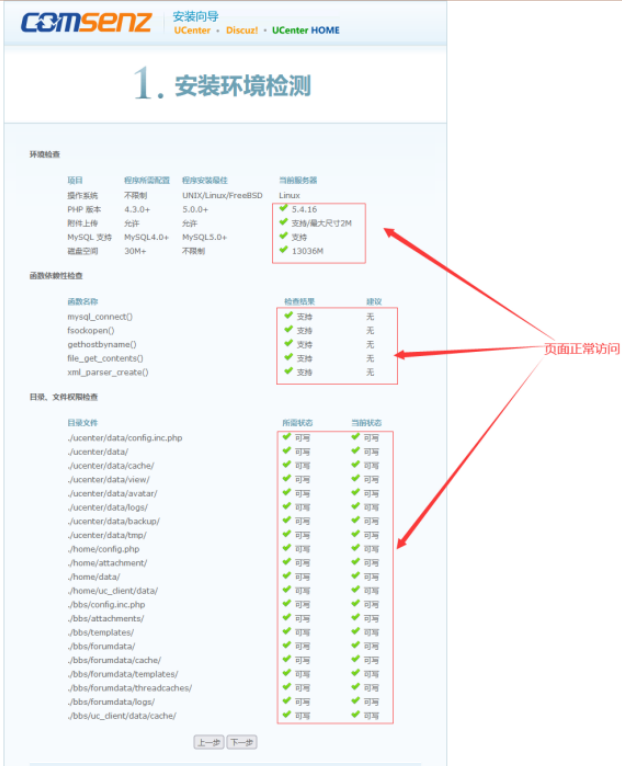 COMSENZ
安装向导
UCenter · Discuz! · UCenter HOME
1. 安装环境检测
环境检查
项目 程序所需配置 程序安装最佳 当前服务器
操作系统 不限制 UNIX/Linux/FreeBSD Linux
PHP 版本 4.3.0+ 5.0.0+ 5.4.16
附件上传 允许 允许 支持/最大尺寸2M
MySQL 支持 MySQL4.0+ MySQL5.0+ 支持
磁盘空间 30M+ 不限制 13036M
函数依赖性检查
函数名称 检查结果 建议
mysql_connect() 支持 无
fsockopen() 支持 无
gethostbyname() 支持 无
file_get_contents() 支持 无
xml_parser_create() 支持 无
页面正常访问
目录、文件权限检查
目录文件 所需状态 当前状态
./ucenter/data/config.inc.php 可写 可写
./ucenter/data/ 可写 可写
./ucenter/data/cache/ 可写 可写
./ucenter/data/view/ 可写 可写
./ucenter/data/avatar/ 可写 可写
./ucenter/data/logs/ 可写 可写
./ucenter/data/backup/ 可写 可写
./ucenter/data/tmp/ 可写 可写
./home/config.php 可写 可写
./home/attachment/ 可写 可写
./home/data/ 可写 可写
./home/uc_client/data/ 可写 可写
./bbs/config.inc.php 可写 可写
./bbs/attachments/ 可写 可写
./bbs/templates/ 可写 可写
./bbs/forumdata/ 可写 可写
./bbs/forumdata/cache/ 可写 可写
./bbs/forumdata/templates/ 可写 可写
./bbs/forumdata/threadcaches/ 可写 可写
./bbs/forumdata/logs/ 可写 可写
./bbs/uc_client/data/cache/ 可写 可写
上一步 下一步